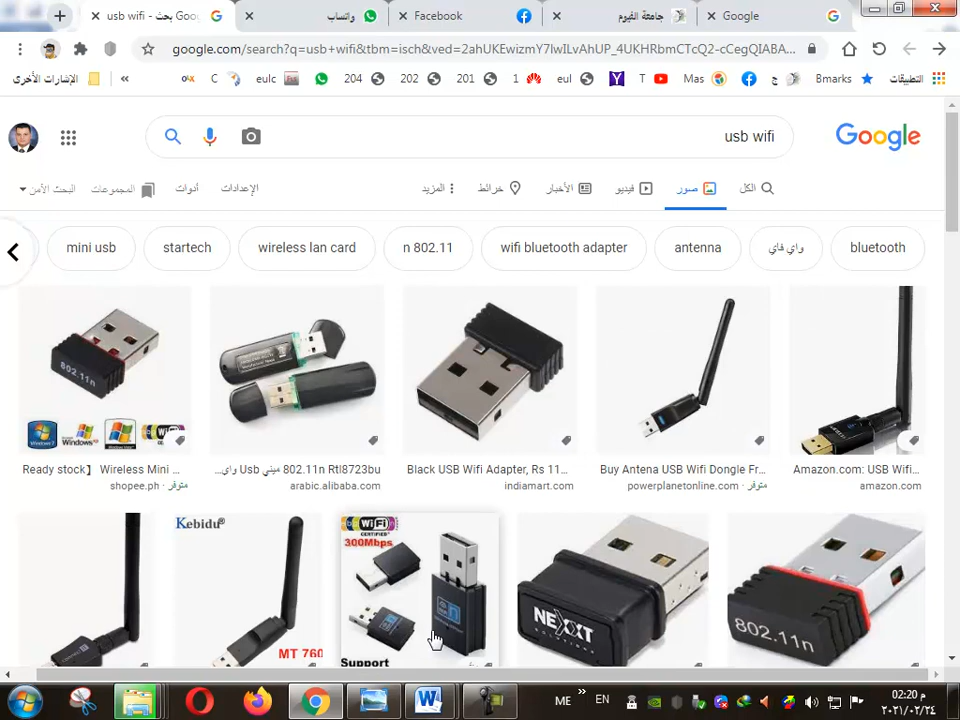 usb wifi - بحث Goo
واتساب
Facebook
جامعة الفيوم
Google
google.com/search?q=usb+wifi&tbm=isch&ved=2ahUKEwizmY7lwILvAhUP_4UKHRbmCTcQ2-cCegQIABA...
التطبيقات
Bmarks
ج
Mas
T
eul
1
201
202
204
eulc
C
olx
»
الإشارات الأخرى
usb wifi
Google
الكل
صور
فيديو
الأخبار
خرائط
المزيد
الإعدادات
أدوات
المجموعات
البحث الآمن
mini usb
startech
wireless lan card
n 802.11
wifi bluetooth adapter
antenna
واي فاي
bluetooth
802.11n
Ready stock】 Wireless Mini ...
متوفر · shopee.ph
...ميني Usb واي 802.11n Rtl8723bu
arabic.alibaba.com
Black USB Wifi Adapter, Rs 11...
indiamart.com
Buy Antena USB Wifi Dongle Fr...
متوفر · powerplanetonline.com
Amazon.com: USB Wifi...
amazon.com
Kebidu®
MT 760
WiFi
CERTIFIED
300Mbps
Support
NEXXT
SOLUTIONS
802.11n
ME
»
EN
02:20 م
٢٠٢١/٠٢/٢٤